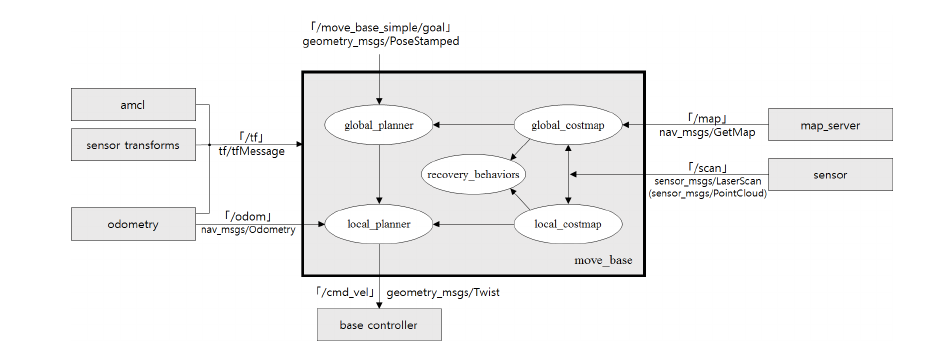 「/move_base_simple/goal」
geometry_msgs/PoseStamped
amcl
sensor transforms
odometry
「/tf」
tf/tfMessage
「/odom」
nav_msgs/Odometry
global_planner
global_costmap
recovery_behaviors
local_planner
local_costmap
move_base
「/map」
nav_msgs/GetMap
map_server
「/scan」
sensor_msgs/LaserScan
(sensor_msgs/PointCloud)
sensor
「/cmd_vel」 geometry_msgs/Twist
base controller